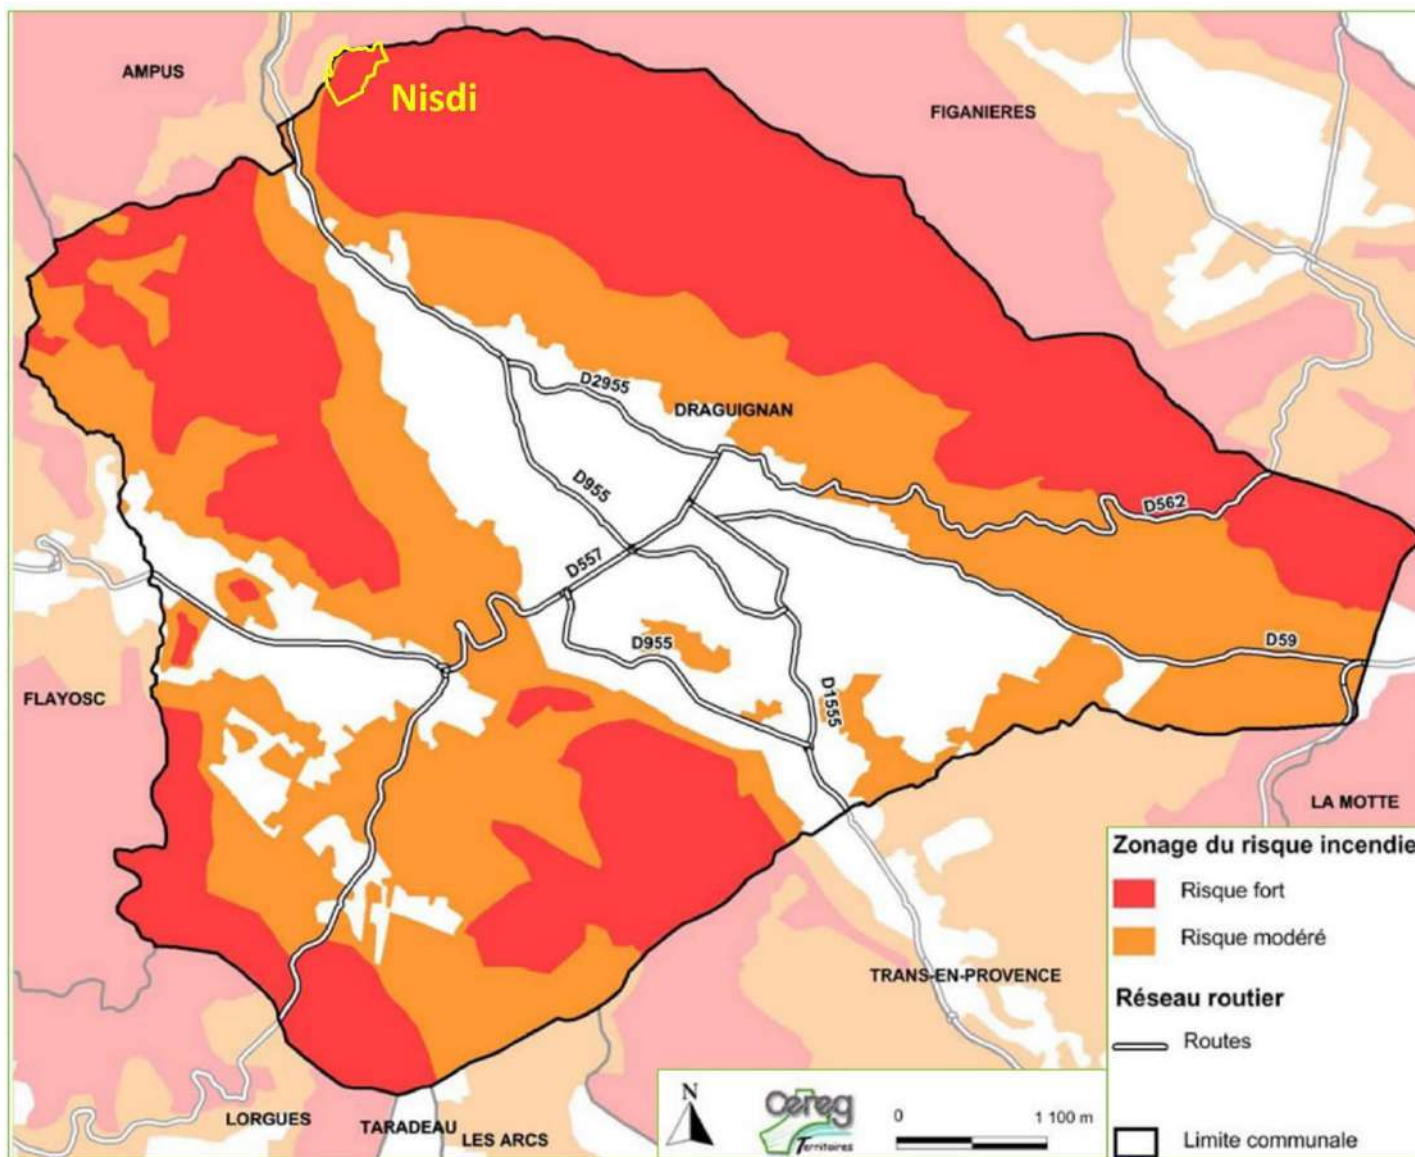 AMPUS
Nisdi
FIGANIERES
D2955
DRAGUIGNAN
D955
D562
D557
D955
D59
FLAYOSC
D1555
LA MOTTE
Zonage du risque incendie
Risque fort
Risque modéré
TRANS-EN-PROVENCE
Réseau routier
Routes
N
Cereg
Territoires
0
1 100 m
LORGUES
TARADEAU
LES ARCS
Limite communale